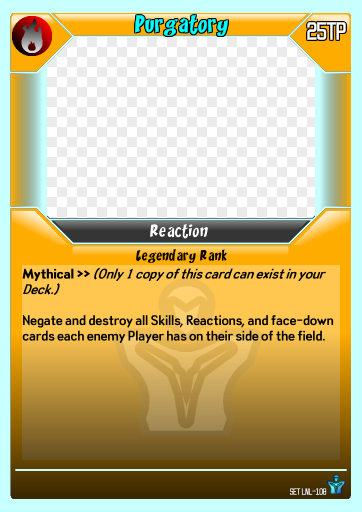 Purgatory
25TP
Reaction
Legendary Rank
Mythical >> (Only 1 copy of this card can exist in your
Deck.)
Negate and destroy all Skills, Reactions, and face-down
cards each enemy Player has on their side of the field.
SET LNL-108